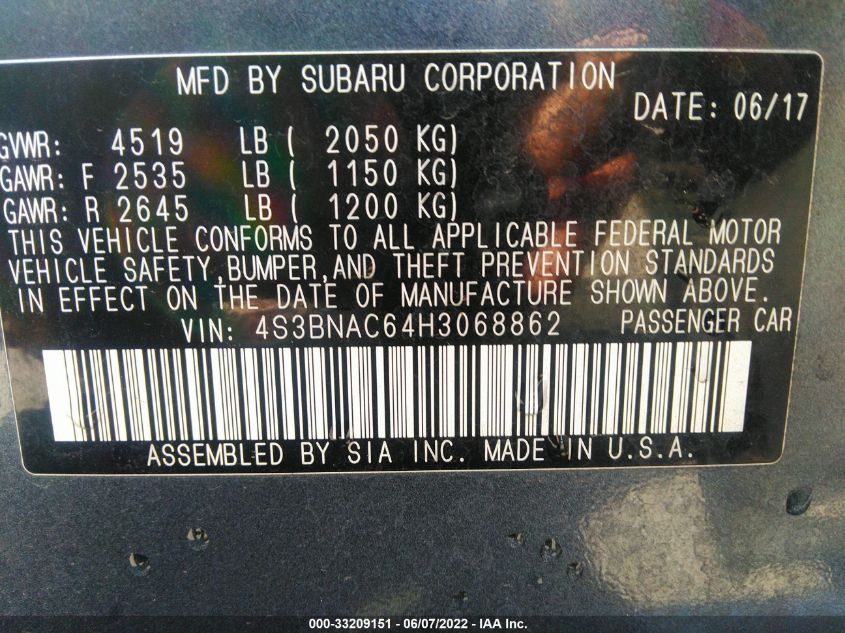 MFD BY SUBARU CORPORATION
DATE: 06/17
GVWR: 4519 LB ( 2050 KG)
GAWR: F 2535 LB ( 1150 KG)
GAWR: R 2645 LB ( 1200 KG)
THIS VEHICLE CONFORMS TO ALL APPLICABLE FEDERAL MOTOR
VEHICLE SAFETY,BUMPER,AND THEFT PREVENTION STANDARDS
IN EFFECT ON THE DATE OF MANUFACTURE SHOWN ABOVE.
VIN: 4S3BNAC64H3068862 PASSENGER CAR
ASSEMBLED BY SIA INC. MADE IN U.S.A.
000-33209151 - 06/07/2022 - IAA Inc.